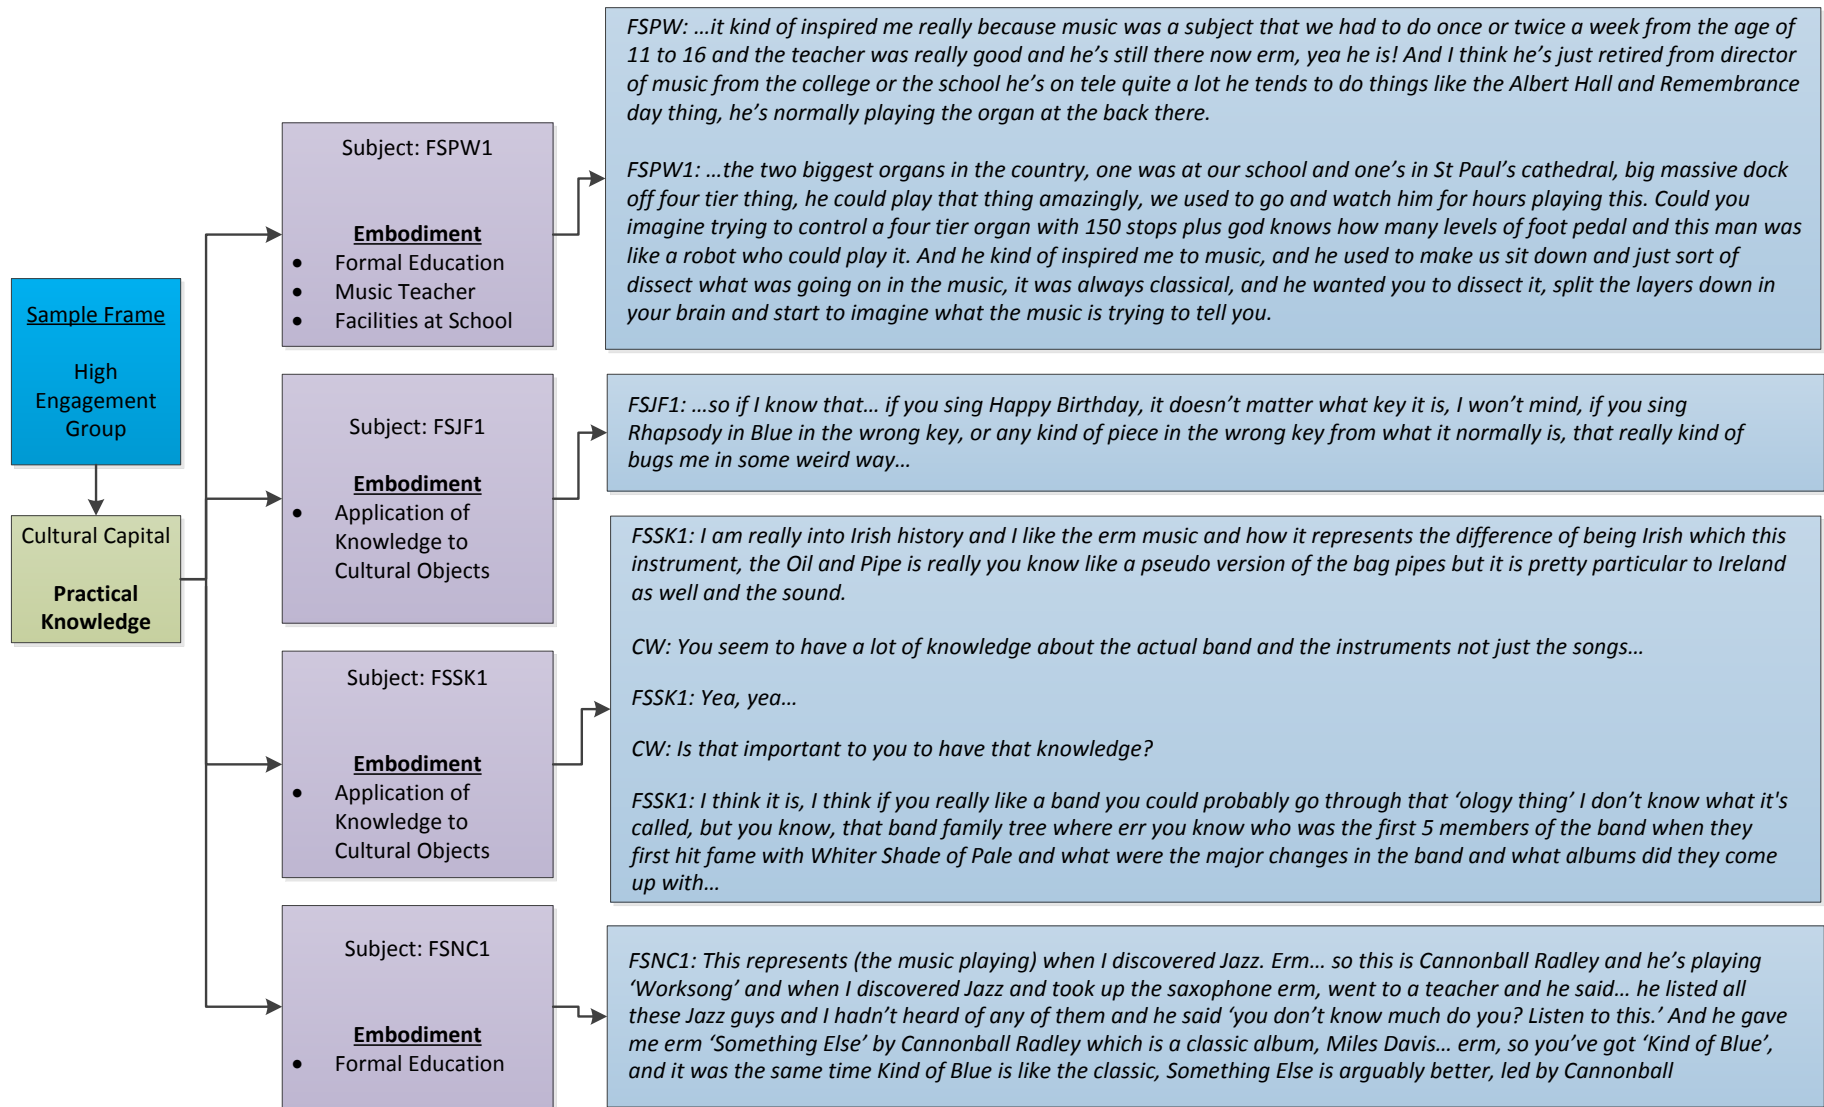 Sample Frame
High
Engagement
Group
Cultural Capital
Practical
Knowledge
Subject: FSPW1
Embodiment
• Formal Education
• Music Teacher
• Facilities at School
FSPW: …it kind of inspired me really because music was a subject that we had to do once or twice a week from the age of
11 to 16 and the teacher was really good and he’s still there now erm, yea he is! And I think he’s just retired from director
of music from the college or the school he’s on tele quite a lot he tends to do things like the Albert Hall and Remembrance
day thing, he’s normally playing the organ at the back there.
FSPW1: …the two biggest organs in the country, one was at our school and one’s in St Paul’s cathedral, big massive dock
off four tier thing, he could play that thing amazingly, we used to go and watch him for hours playing this. Could you
imagine trying to control a four tier organ with 150 stops plus god knows how many levels of foot pedal and this man was
like a robot who could play it. And he kind of inspired me to music, and he used to make us sit down and just sort of
dissect what was going on in the music, it was always classical, and he wanted you to dissect it, split the layers down in
your brain and start to imagine what the music is trying to tell you.
Subject: FSJF1
Embodiment
• Application of
Knowledge to
Cultural Objects
FSJF1: …so if I know that… if you sing Happy Birthday, it doesn’t matter what key it is, I won’t mind, if you sing
Rhapsody in Blue in the wrong key, or any kind of piece in the wrong key from what it normally is, that really kind of
bugs me in some weird way…
Subject: FSSK1
Embodiment
• Application of
Knowledge to
Cultural Objects
FSSK1: I am really into Irish history and I like the erm music and how it represents the difference of being Irish which this
instrument, the Oil and Pipe is really you know like a pseudo version of the bag pipes but it is pretty particular to Ireland
as well and the sound.
CW: You seem to have a lot of knowledge about the actual band and the instruments not just the songs…
FSSK1: Yea, yea…
CW: Is that important to you to have that knowledge?
FSSK1: I think it is, I think if you really like a band you could probably go through that ‘ology thing’ I don’t know what it's
called, but you know, that band family tree where err you know who was the first 5 members of the band when they
first hit fame with Whiter Shade of Pale and what were the major changes in the band and what albums did they come
up with…
Subject: FSNC1
Embodiment
• Formal Education
FSNC1: This represents (the music playing) when I discovered Jazz. Erm… so this is Cannonball Radley and he’s playing
‘Worksong’ and when I discovered Jazz and took up the saxophone erm, went to a teacher and he said… he listed all
these Jazz guys and I hadn’t heard of any of them and he said ‘you don’t know much do you? Listen to this.’ And he gave
me erm ‘Something Else’ by Cannonball Radley which is a classic album, Miles Davis… erm, so you’ve got ‘Kind of Blue’,
and it was the same time Kind of Blue is like the classic, Something Else is arguably better, led by Cannonball